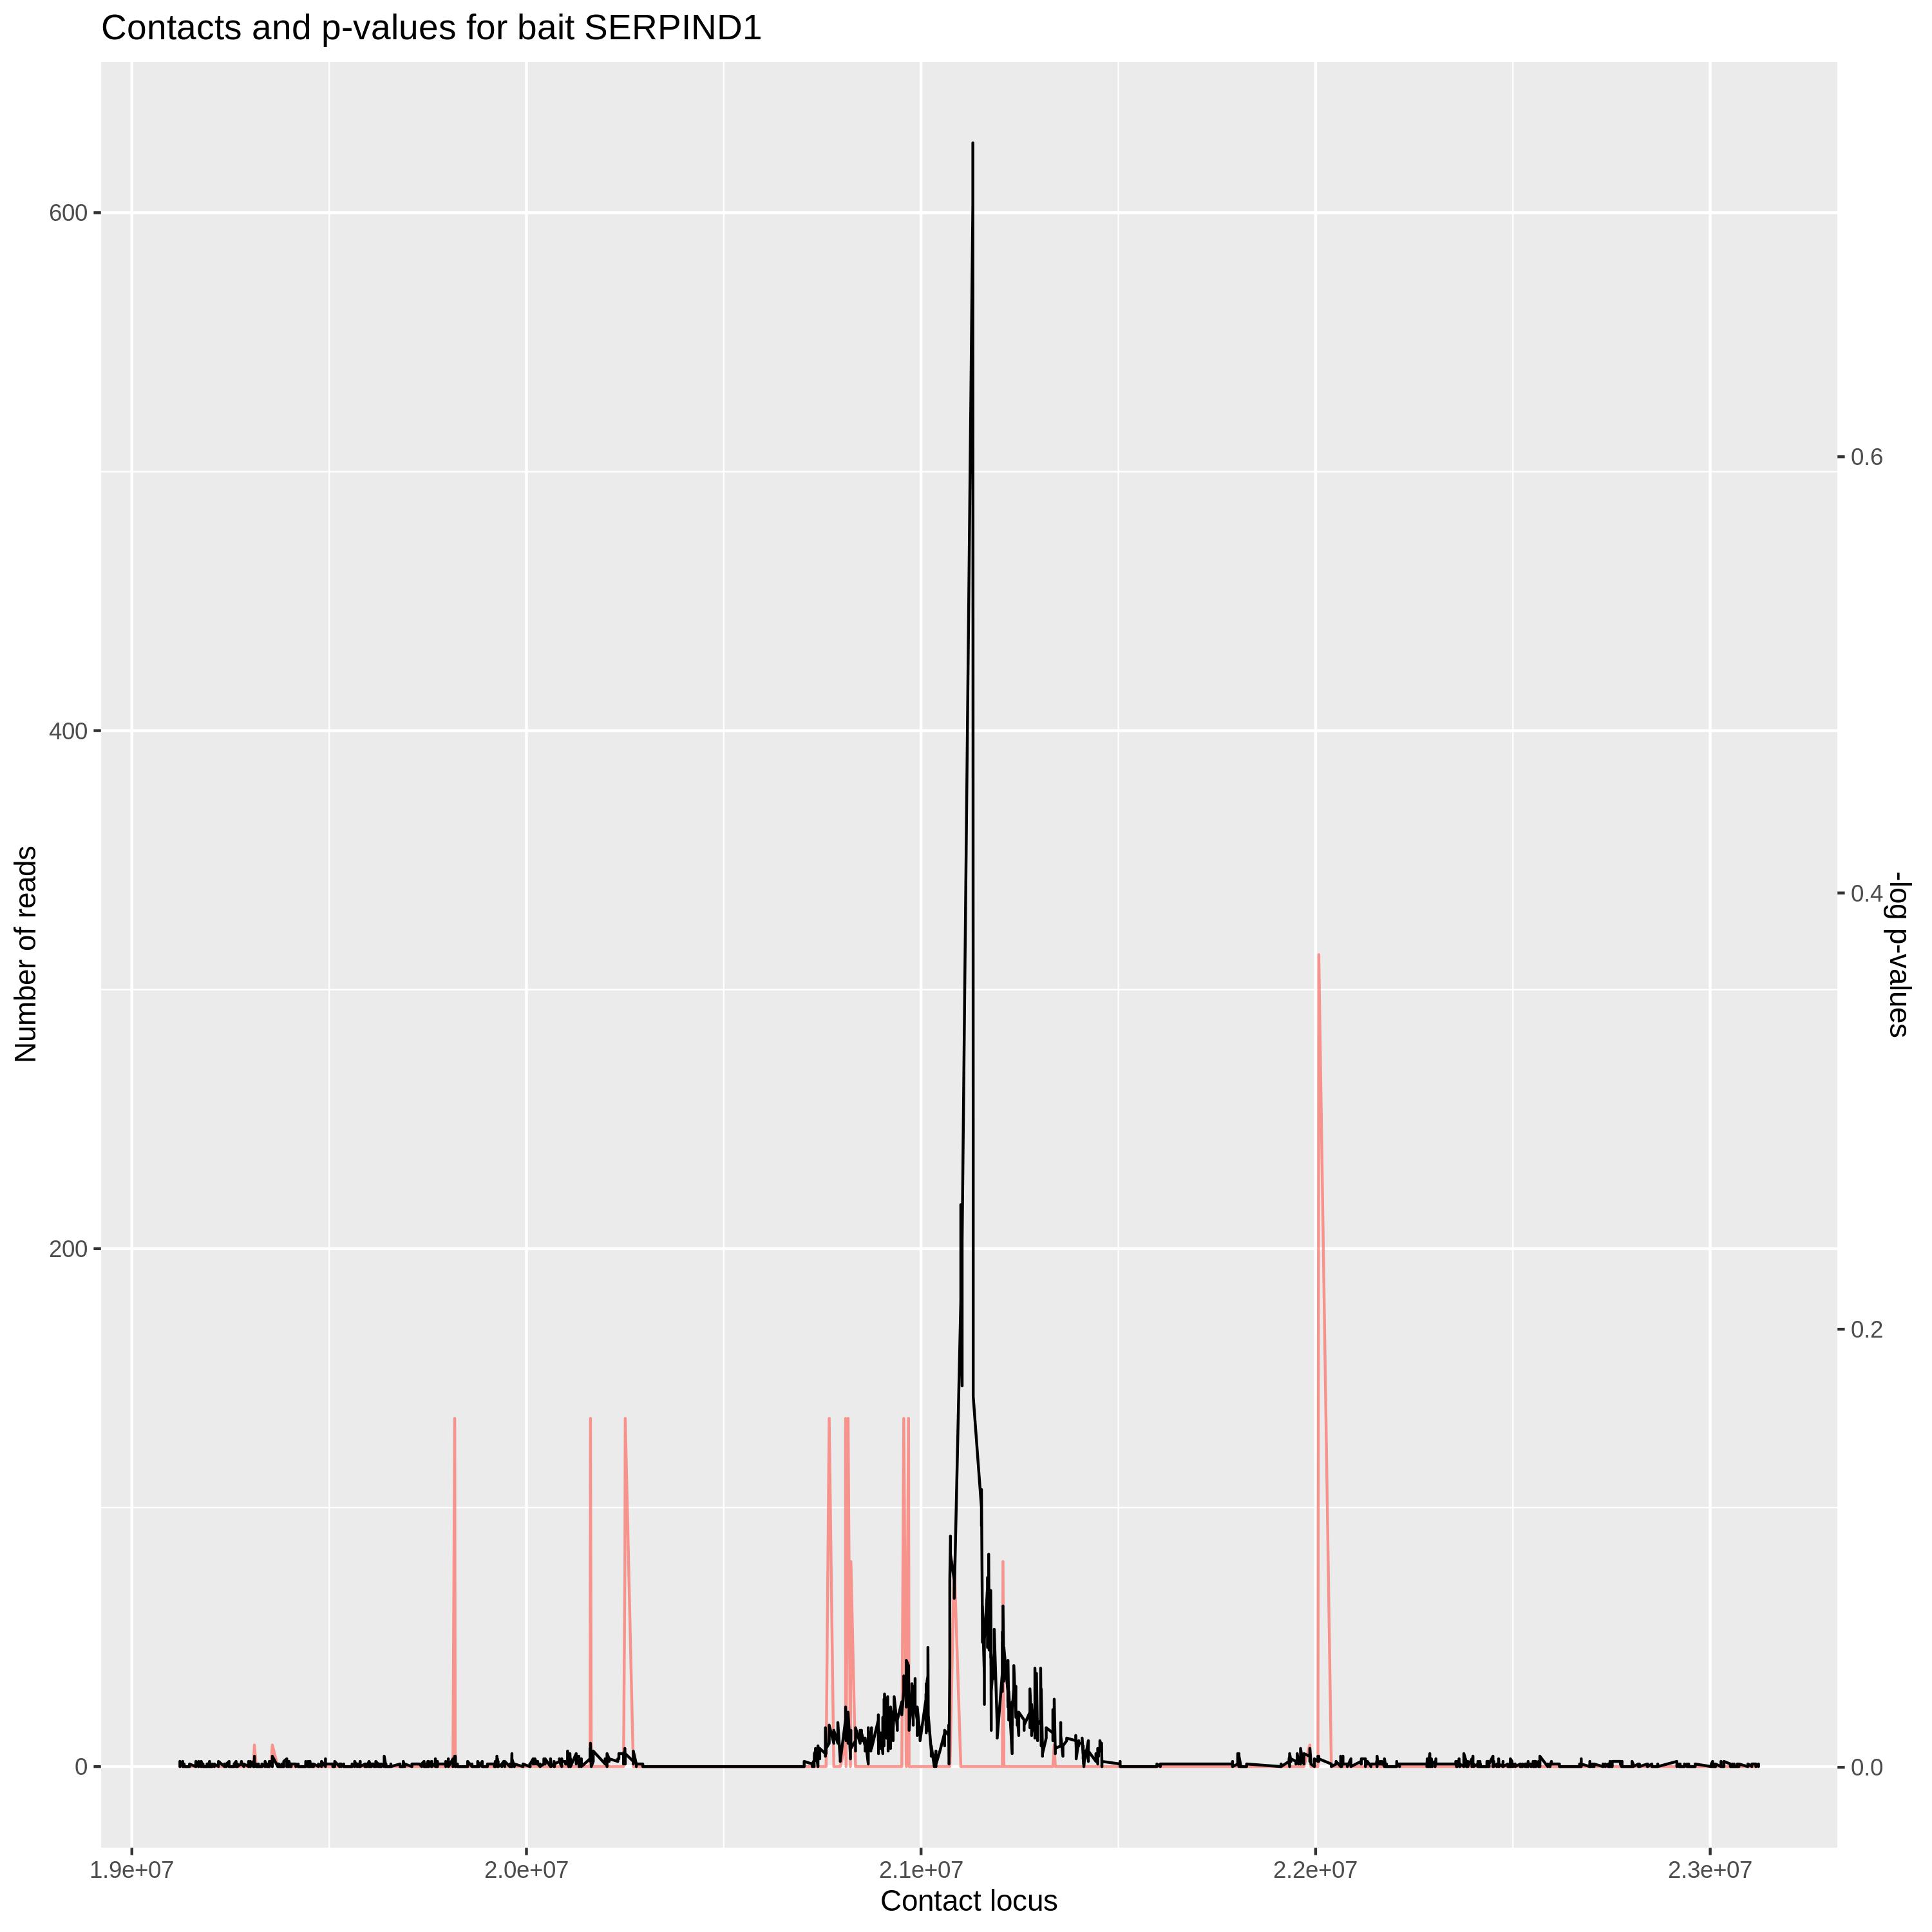 Contacts and p-values for bait SERPIND1
600
400
200
0
Number of reads
0.6
0.4
0.2
0.0
-log p-values
1.9e+07 2.0e+07 2.1e+07 2.2e+07 2.3e+07
Contact locus